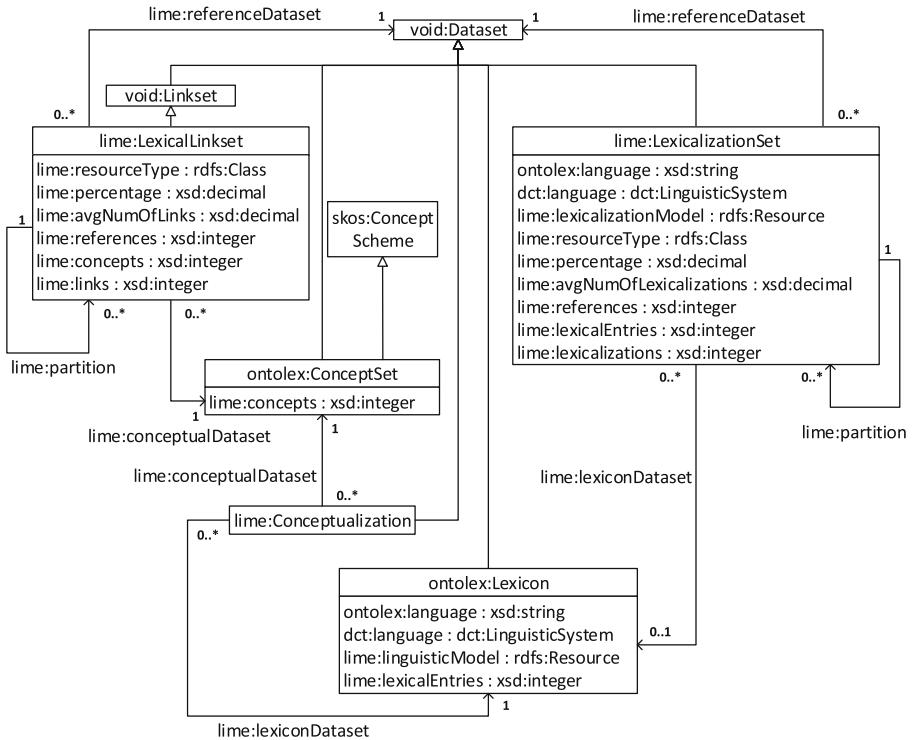 lime:referenceDataset
1
void:Dataset
1
lime:referenceDataset
void:Linkset
0..*
0..*
lime:LexicalLinkset
lime:resourceType : rdfs:Class
lime:percentage : xsd:decimal
lime:avgNumOfLinks : xsd:decimal
lime:references : xsd:integer
lime:concepts : xsd:integer
lime:links : xsd:integer
1
0..*
0..*
lime:partition
skos:Concept
Scheme
lime:LexicalizationSet
ontolex:language : xsd:string
dct:language : dct:LinguisticSystem
lime:lexicalizationModel : rdfs:Resource
lime:resourceType : rdfs:Class
lime:percentage : xsd:decimal
lime:avgNumOfLexicalizations : xsd:decimal
lime:references : xsd:integer
lime:lexicalEntries : xsd:integer
lime:lexicalizations : xsd:integer
1
0..*
0..*
lime:partition
ontolex:ConceptSet
lime:concepts : xsd:integer
1
lime:conceptualDataset
1
lime:conceptualDataset
0..*
lime:lexiconDataset
lime:Conceptualization
0..*
ontolex:Lexicon
ontolex:language : xsd:string
dct:language : dct:LinguisticSystem
lime:linguisticModel : rdfs:Resource
lime:lexicalEntries : xsd:integer
0..1
1
lime:lexiconDataset